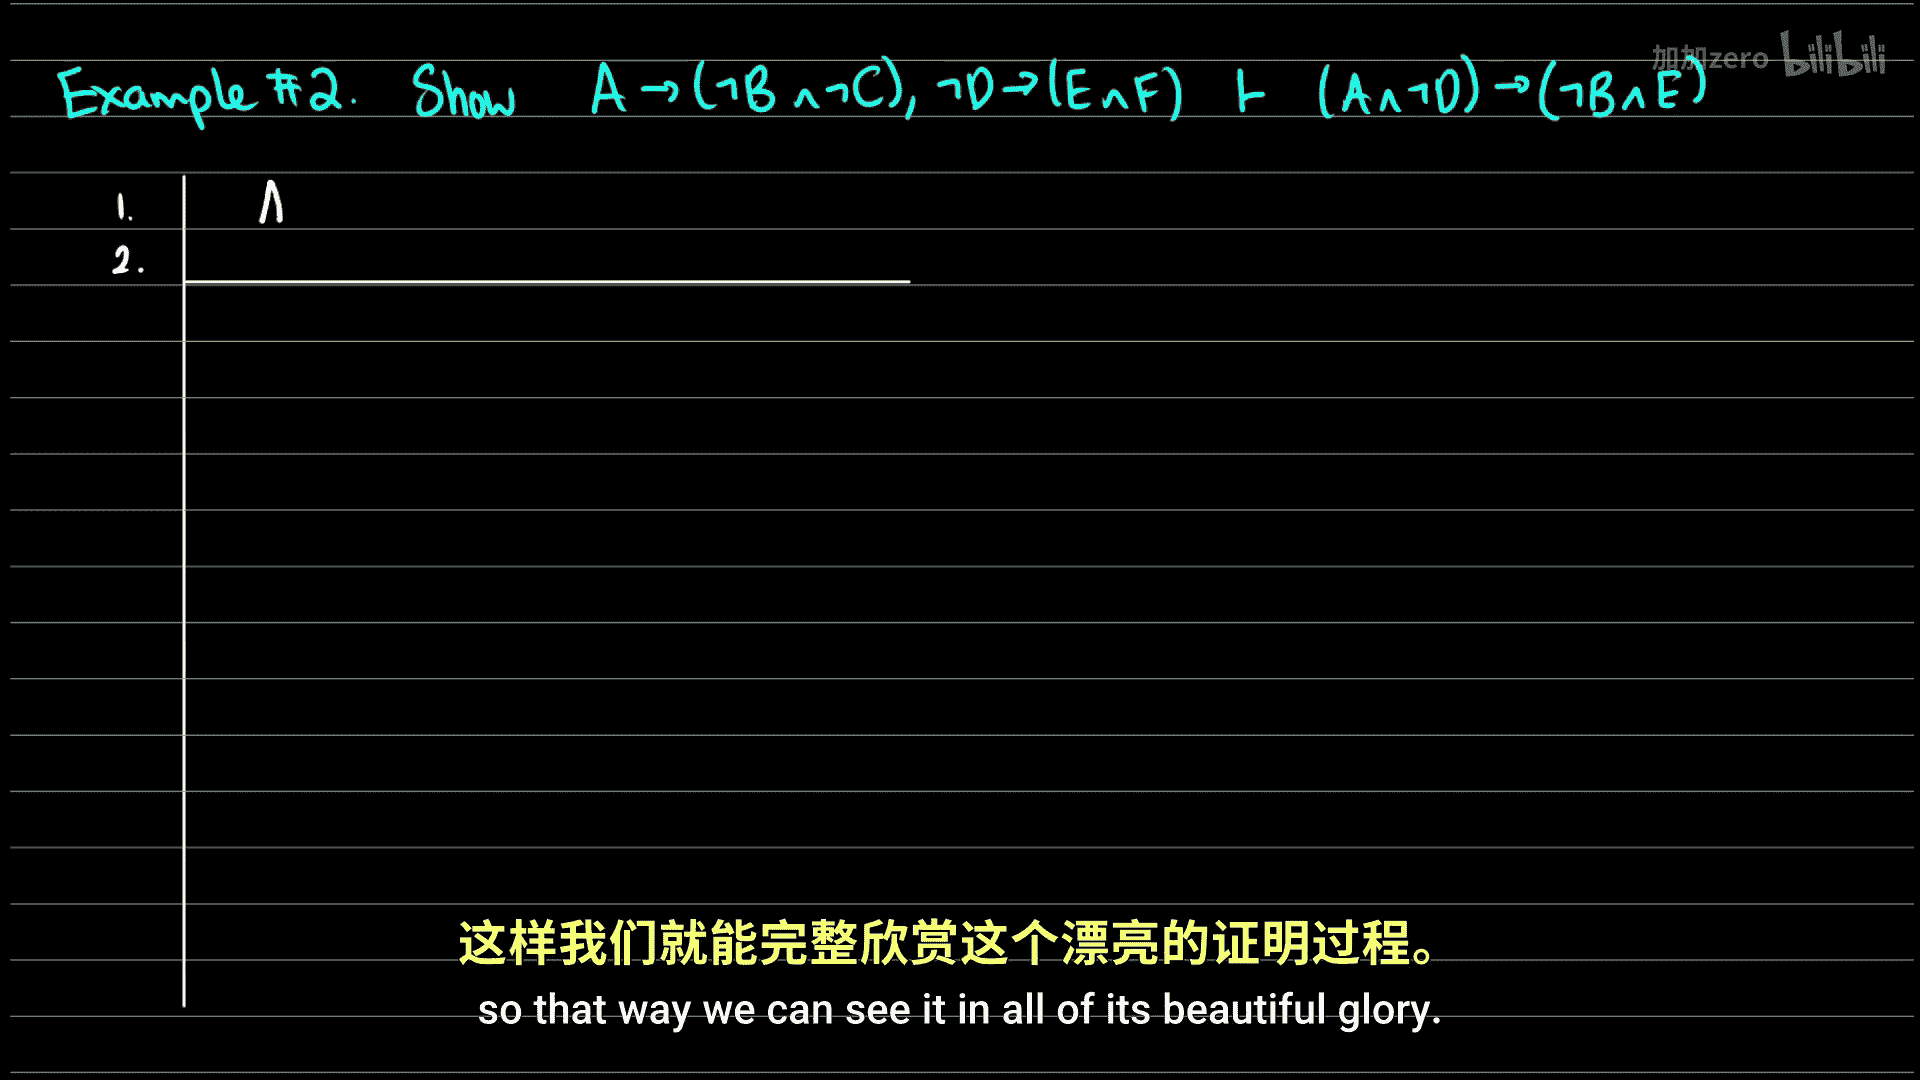 加加zero bilibili
Example #2. Show A → (¬B ∧ ¬C), ¬D → (E ∧ F) ⊢ (A ∧ ¬D) → (¬B ∧ E)
1.
2.
这样我们就能完整欣赏这个漂亮的证明过程。
so that way we can see it in all of its beautiful glory.